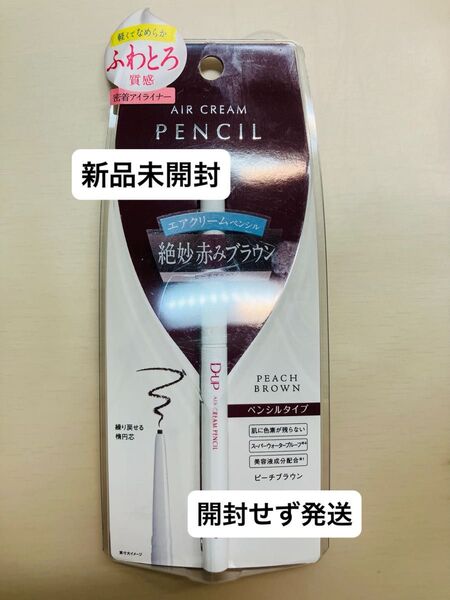 軽くてなめらか
ふわとろ
質感
密着アイライナー
AIR CREAM
PENCIL
新品未開封
エアクリームペンシル
絶妙赤みブラウン
D-UP AIR CREAM PENCIL
PEACH
BROWN
ペンシルタイプ
肌に色素が残らない
スーパーウォータープルーフ
美容液成分配合
ピーチブラウン
繰り戻せる
楕円芯
開封せず発送